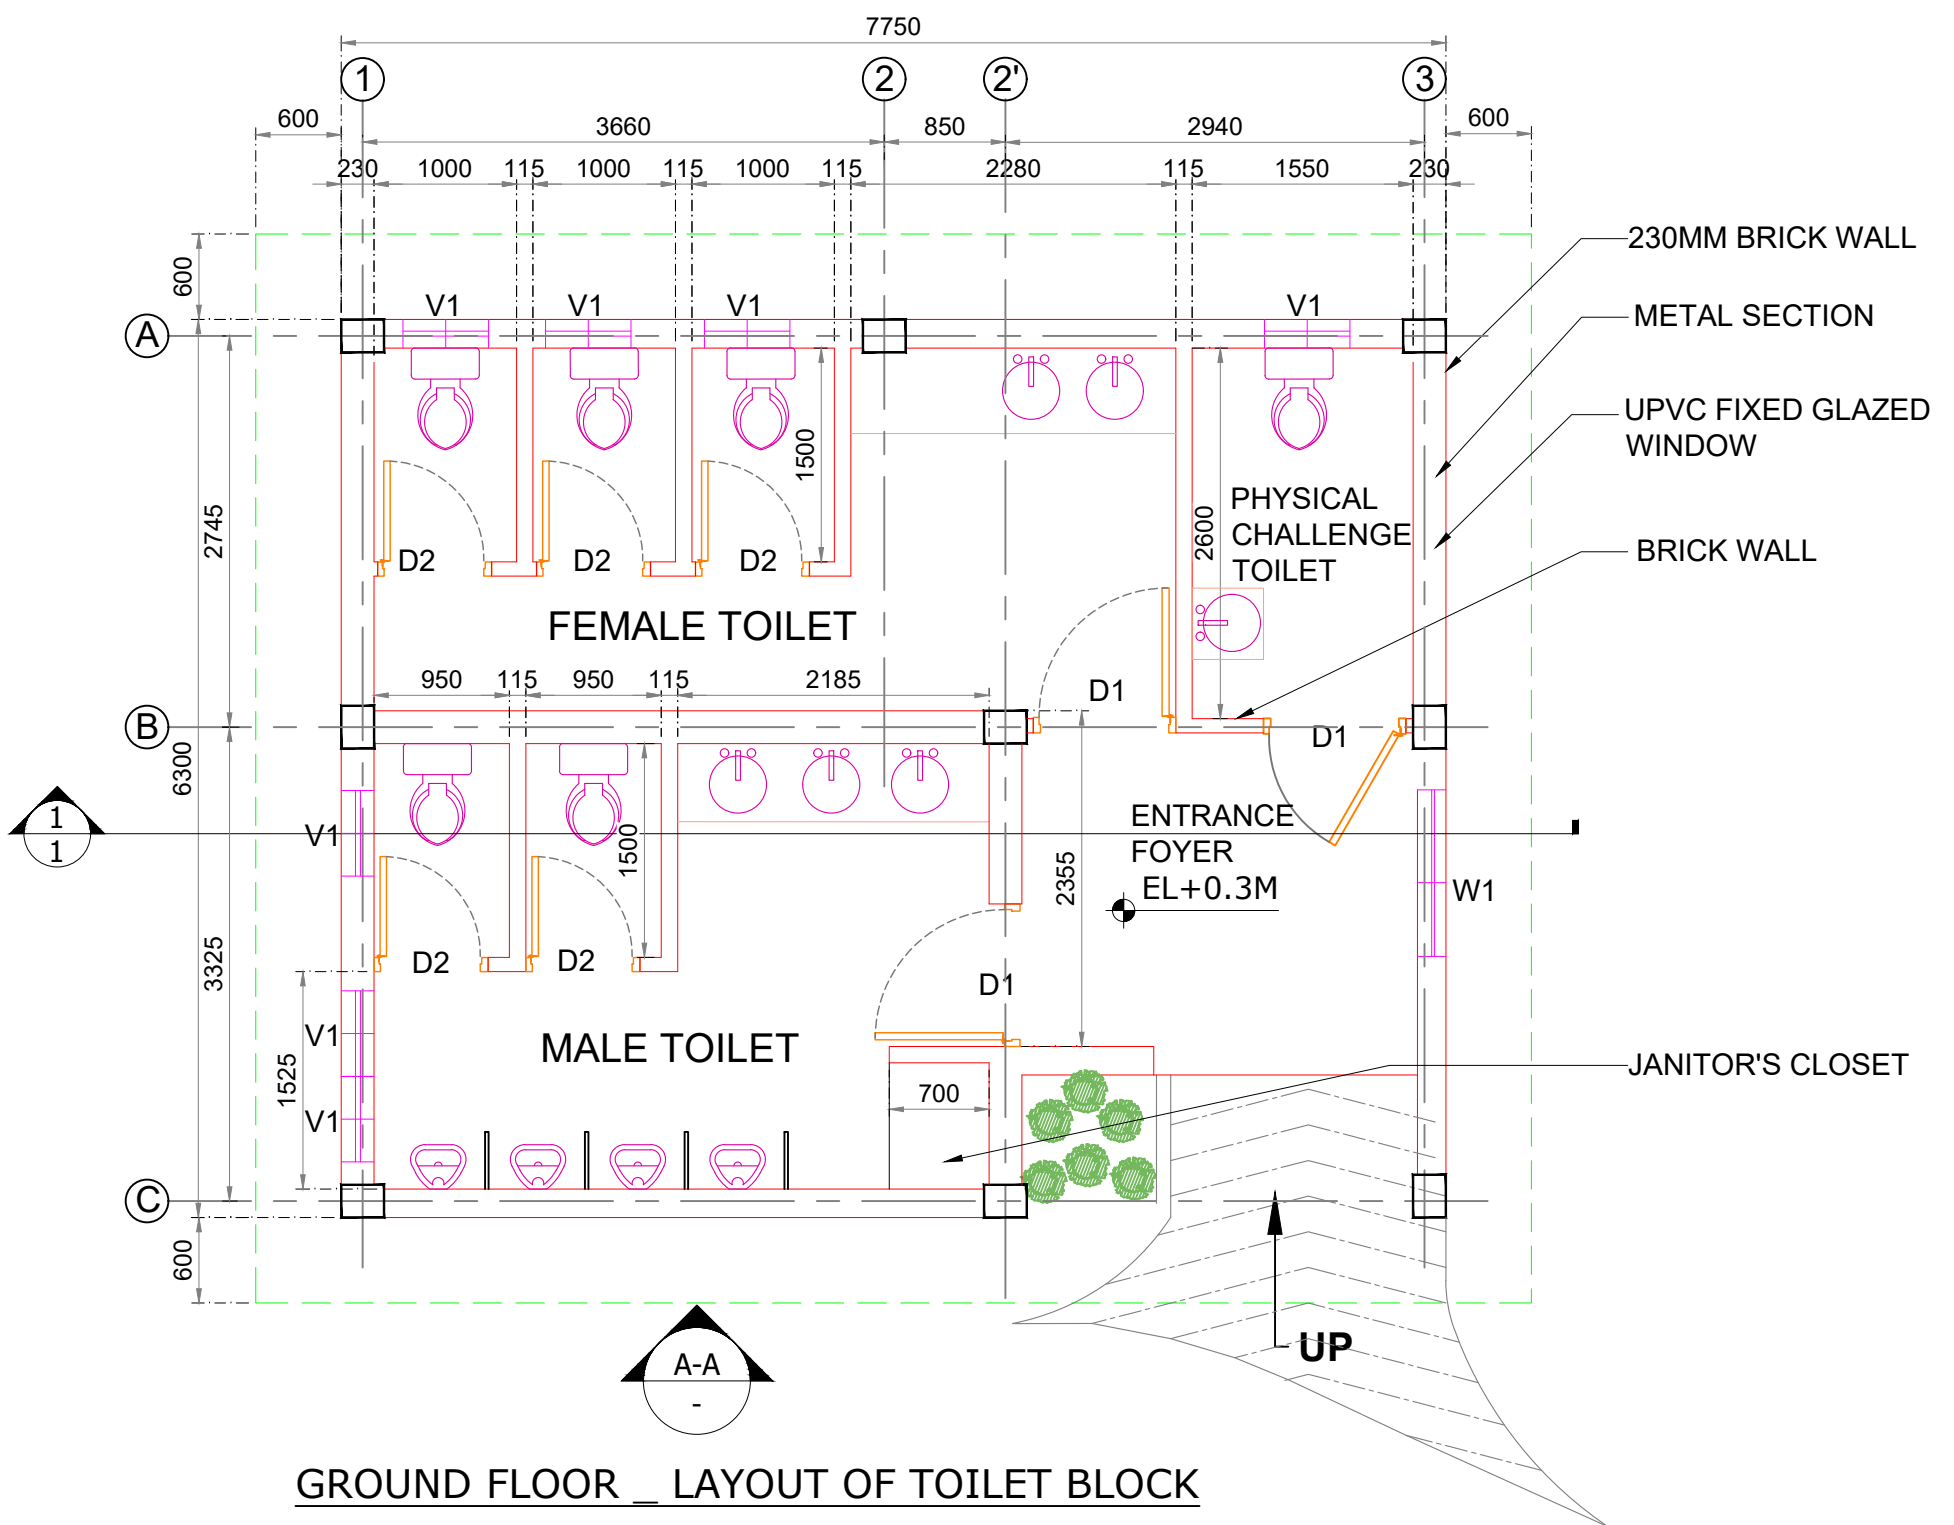 7750
1
2
2'
3
600
3660
850
2940
600
230
1000
115
1000
115
1000
115
2280
115
1550
230
600
230MM BRICK WALL
METAL SECTION
UPVC FIXED GLAZED
WINDOW
BRICK WALL
V1
V1
V1
V1
A
1500
2745
D2
D2
D2
2600
PHYSICAL
CHALLENGE
TOILET
FEMALE TOILET
950
115
950
115
2185
D1
D1
B
6300
1
1
V1
1500
2355
ENTRANCE
FOYER
EL+0.3M
W1
D2
D2
D1
3325
V1
MALE TOILET
1525
V1
700
JANITOR'S CLOSET
C
600
UP
A-A
-
GROUND FLOOR _ LAYOUT OF TOILET BLOCK